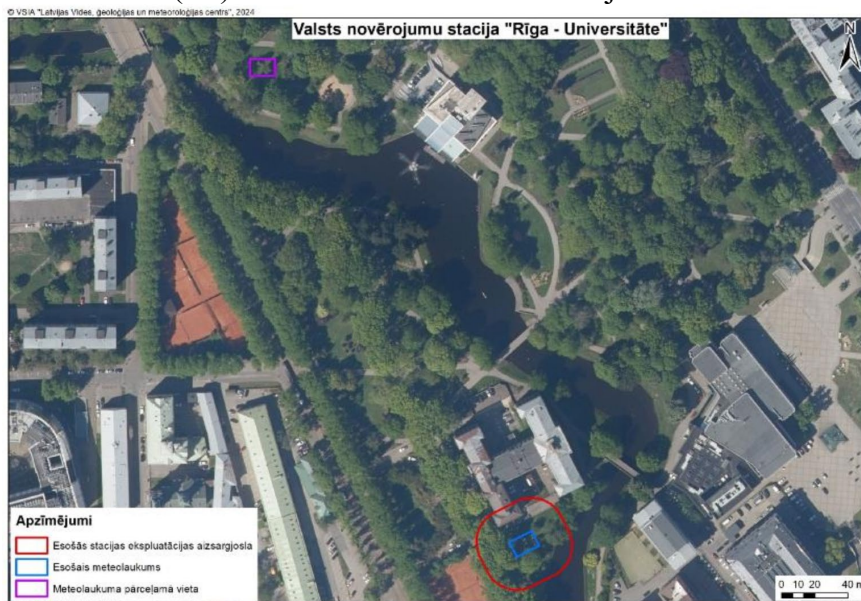 © VSIA "Latvijas Vides, ģeoloģijas un meteoroloģijas centrs", 2024
Valsts novērojumu stacija "Rīga - Universitāte"
N
Apzīmējumi
Esošās stacijas ekspluatācijas aizsargjosla
Esošais meteolaukums
Meteolaukuma pārceļamā vieta
0 10 20 40 m